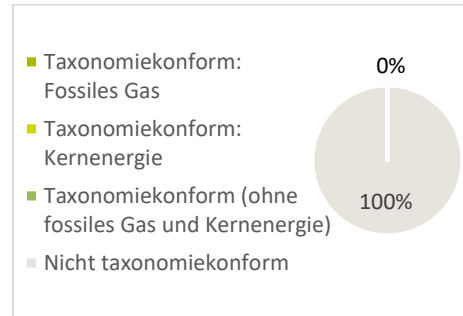 Taxonomiekonform:
Fossiles Gas
Taxonomiekonform:
Kernenergie
Taxonomiekonform (ohne
fossiles Gas und Kernenergie)
Nicht taxonomiekonform
0%
100%